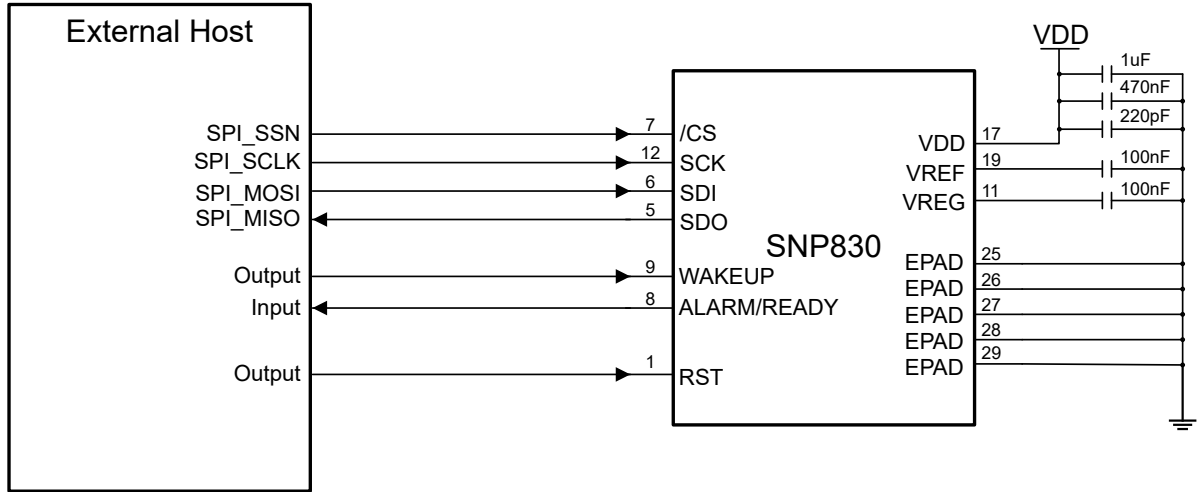 External Host
VDD
1uF
470nF
220pF
100nF
100nF
SPI_SSN
SPI_SCLK
SPI_MOSI
SPI_MISO
Output
Input
Output
7
12
6
5
9
8
1
/CS
SCK
SDI
SDO
WAKEUP
ALARM/READY
RST
SNP830
VDD
VREF
VREG
EPAD
EPAD
EPAD
EPAD
EPAD
17
19
11
25
26
27
28
29